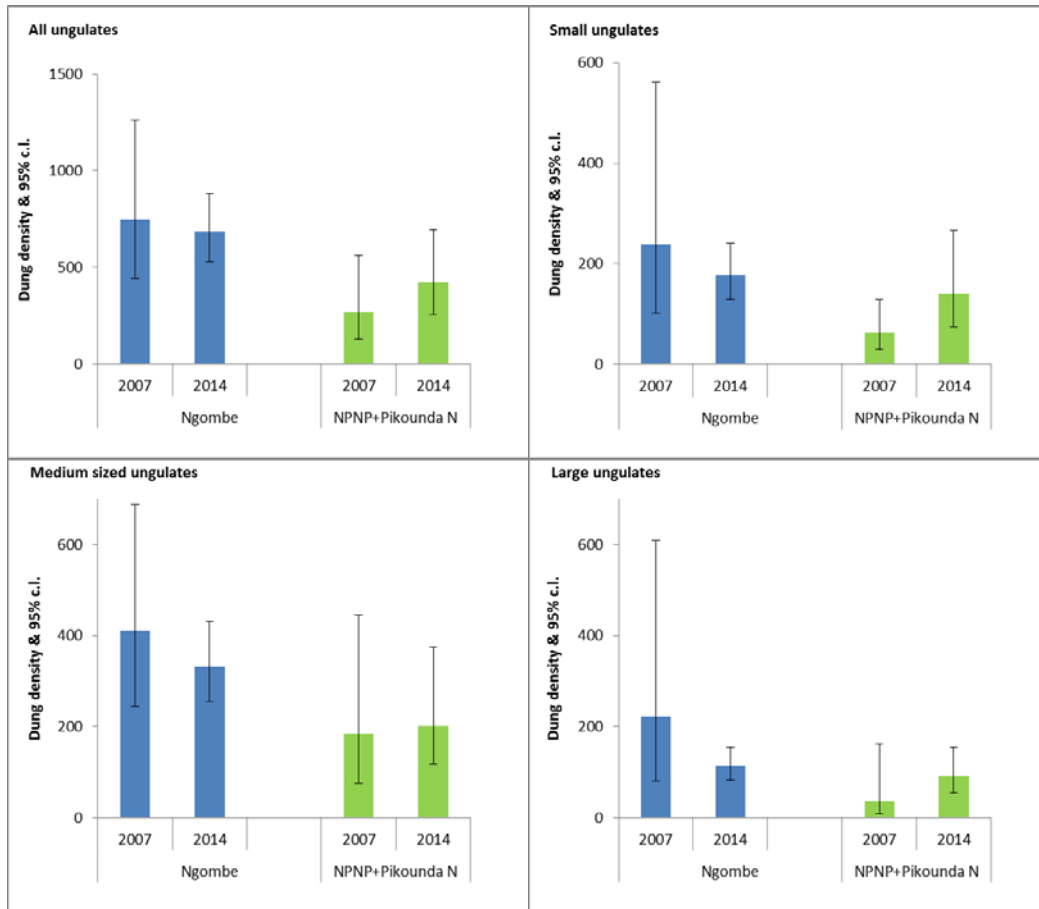 All ungulates
Dung density & 95% c.l.
1500
1000
500
0
2007 2014 2007 2014
Ngombe NPNP+Pikounda N
Small ungulates
Dung density & 95% c.l.
600
400
200
0
2007 2014 2007 2014
Ngombe NPNP+Pikounda N
Medium sized ungulates
Dung density & 95% c.l.
600
400
200
0
2007 2014 2007 2014
Ngombe NPNP+Pikounda N
Large ungulates
Dung density & 95% c.l.
600
400
200
0
2007 2014 2007 2014
Ngombe NPNP+Pikounda N